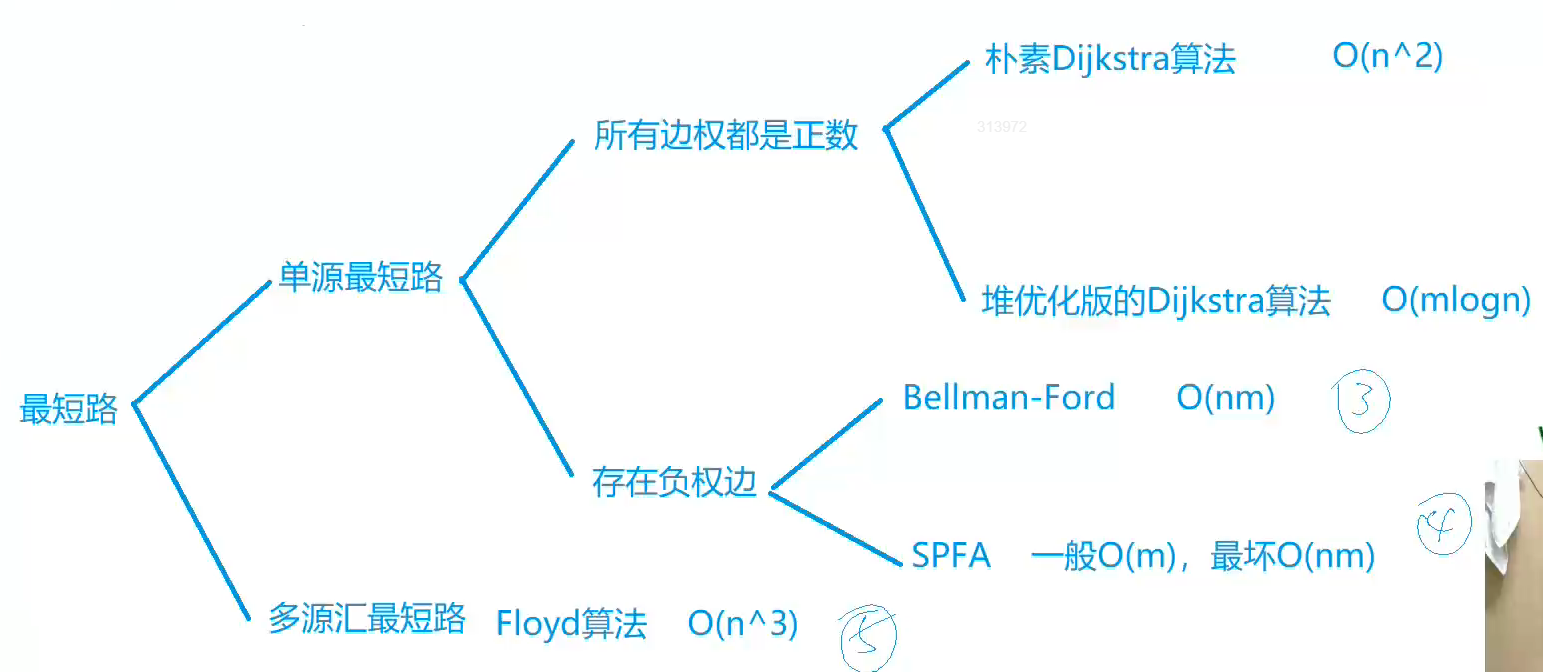 朴素Dijkstra算法 O(n^2)
所有边权都是正数
313972
单源最短路
堆优化版的Dijkstra算法 O(mlogn)
最短路
Bellman-Ford O(nm) ③
存在负权边
SPFA 一般O(m)，最坏O(nm) ④
多源汇最短路 Floyd算法 O(n^3) ⑤